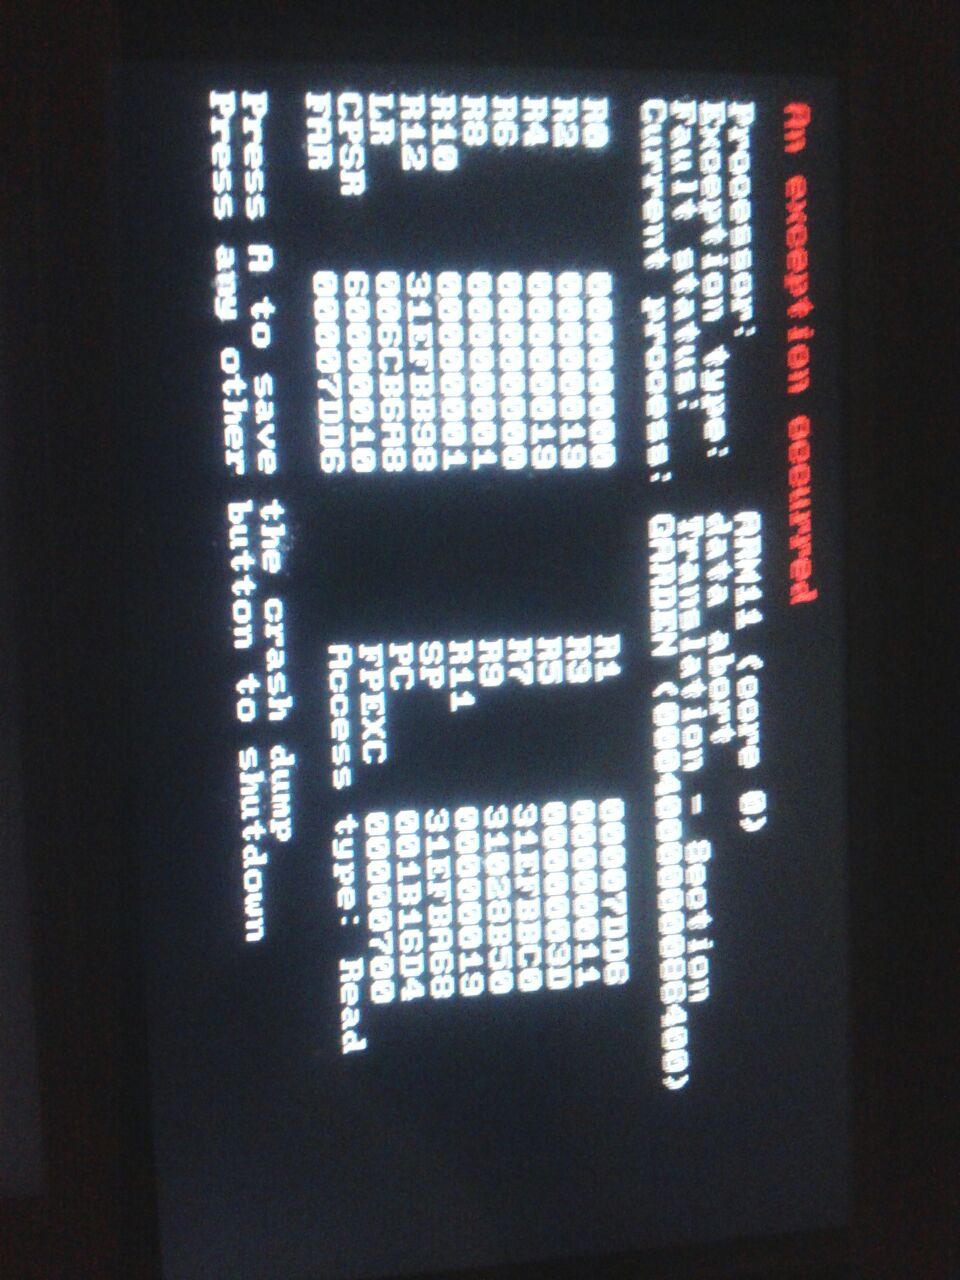 An exception occurred
Processor: ARM11 (core 0)
Exception type: data abort
Fault status: Translation - Section
Current process: GARDEN (000400000008B400)
R0 00000000 R1 00007DD6
R2 00000019 R3 00000011
R4 00000019 R5 0000003D
R6 00000000 R7 31EFBBC0
R8 00000001 R9 31028B50
R10 00000001 R11 00000019
R12 31EFBB98 SP 31EFBA68
LR 006CB6A8 PC 001B16D4
CPSR 60000010 FPEXC 00000700
FAR 00007DD6 Access type: Read
Press A to save the crash dump
Press any other button to shutdown